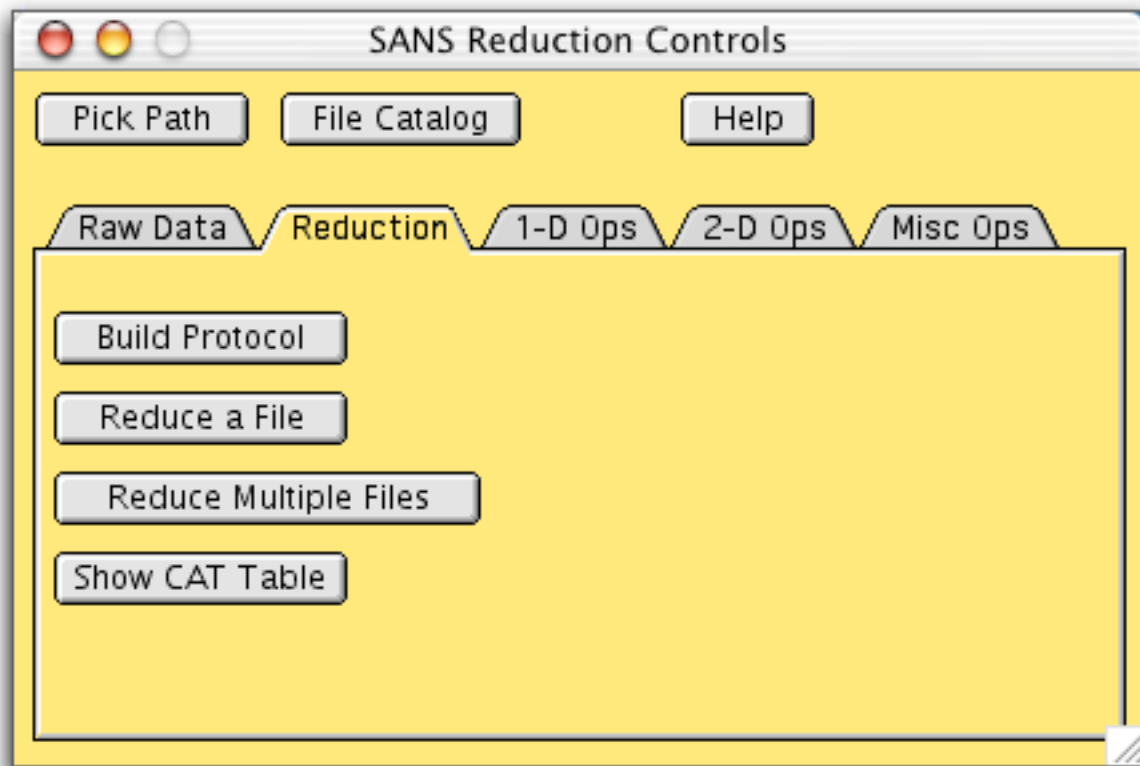 SANS Reduction Controls
Pick Path File Catalog Help
Raw Data Reduction 1-D Ops 2-D Ops Misc Ops
Build Protocol
Reduce a File
Reduce Multiple Files
Show CAT Table